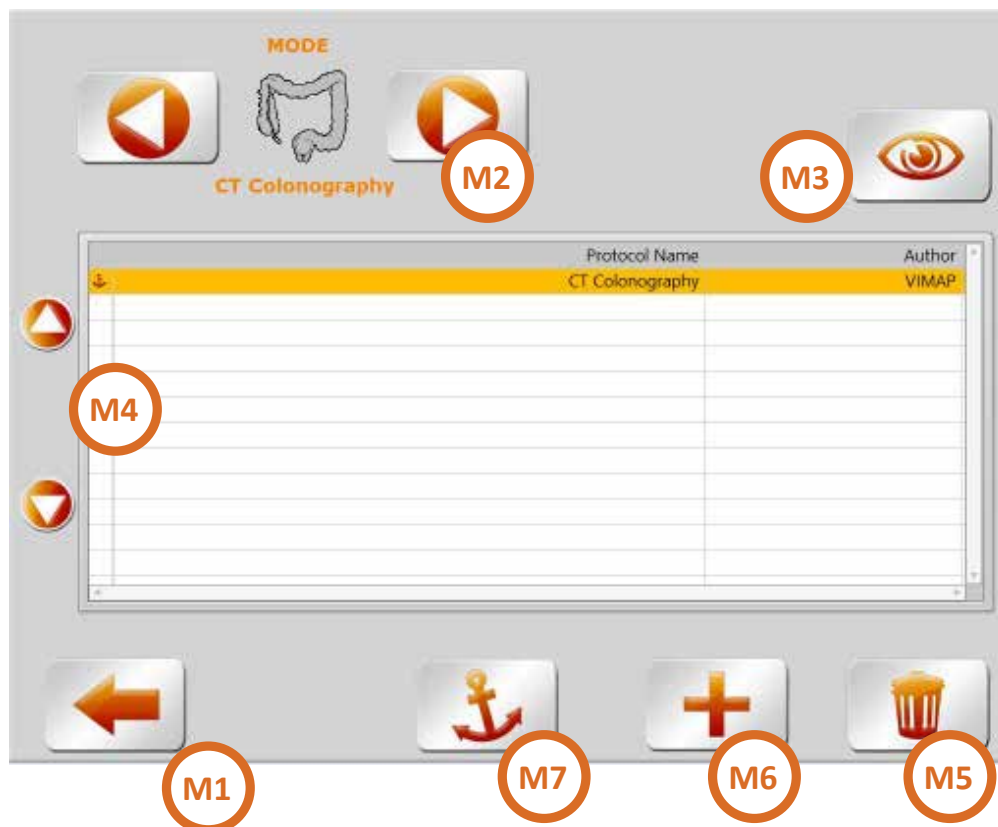 MODE
CT Colonography
M2
M3
Protocol Name Author
CT Colonography VIMAP
M4
M1
M7
M6
M5